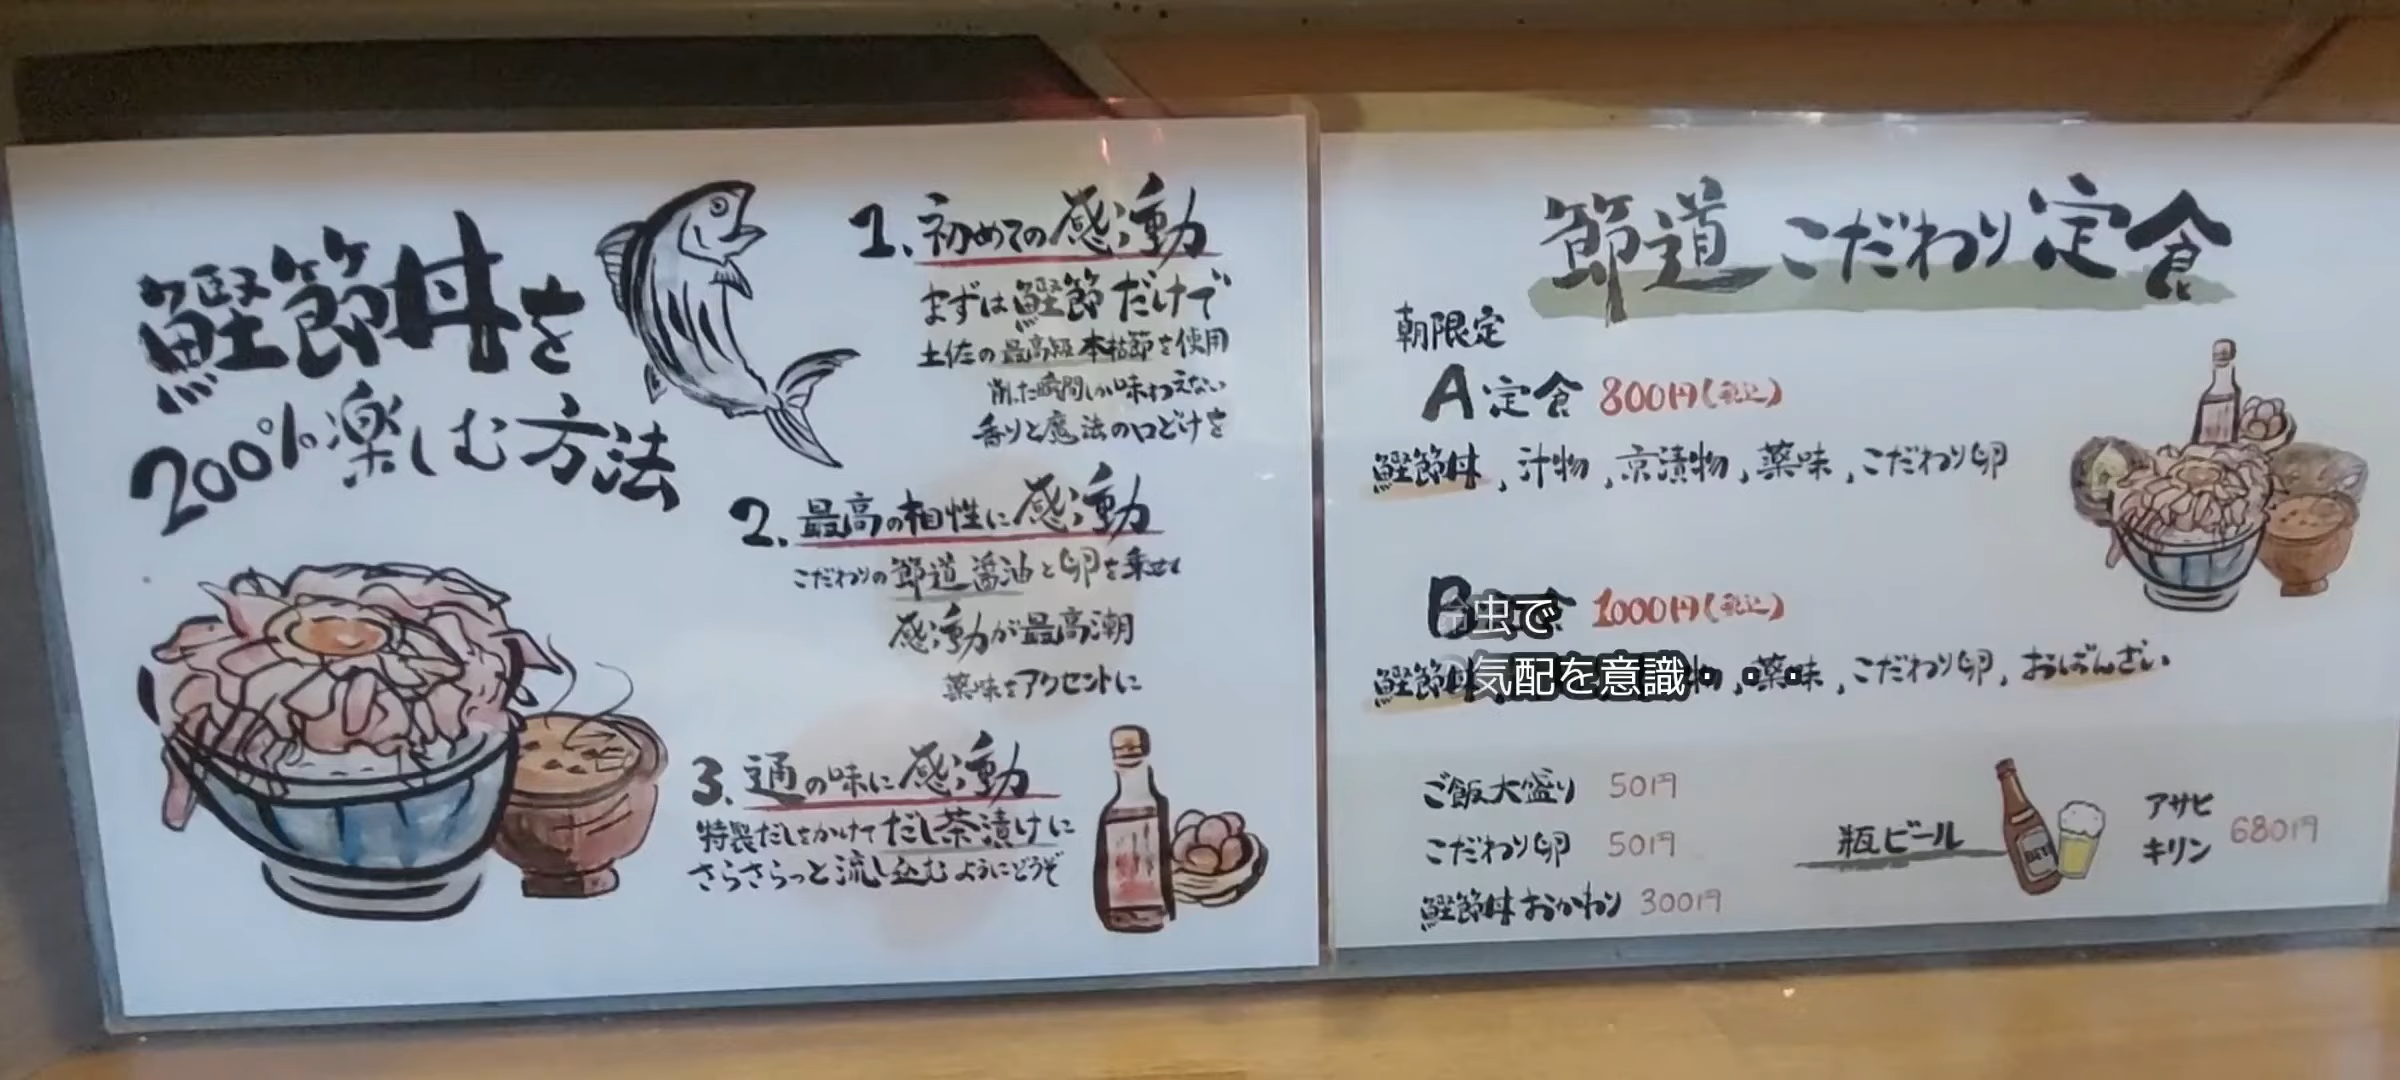 鰹節丼を
200%楽しむ方法
1.初めての感動
まずは鰹節だけで
土佐の最高級本枯節を使用
削った瞬間しか味わえない
香りと魔法の口どけを
2.最高の相性に感動
こだわりの節道醤油と卵を乗せて
感動が最高潮
薬味をアクセントに
3.通の味に感動
特製だしをかけてだし茶漬けに
さらさらっと流し込むようにどうぞ
節道こだわり定食
朝限定
A定食 800円(税込)
鰹節丼,汁物,京漬物,薬味,こだわり卵
B 1000円(税込)
鰹節丼 物,薬味,こだわり卵,おばんざい
虫で
気配を意識。。。
ご飯大盛り 50円
こだわり卵 50円
鰹節丼おかわり 300円
瓶ビール
アサヒ
キリン
680円